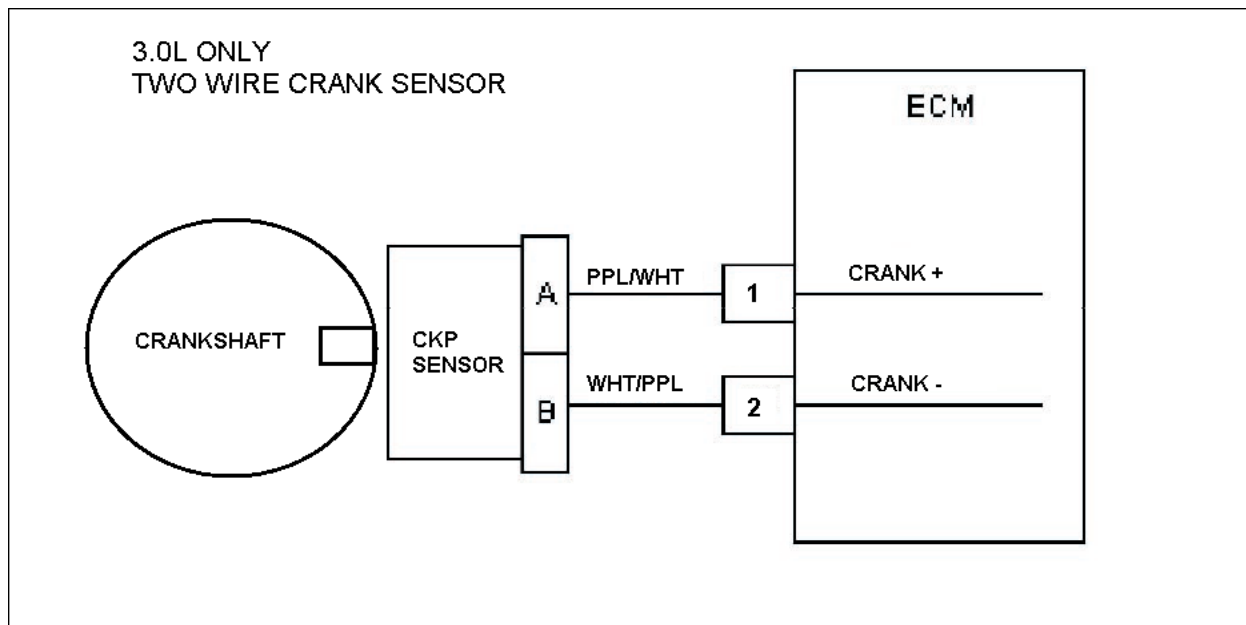 3.0L ONLY
TWO WIRE CRANK SENSOR
ECM
CRANKSHAFT
CKP
SENSOR
A
PPL/WHT
1
CRANK +
B
WHT/PPL
2
CRANK -